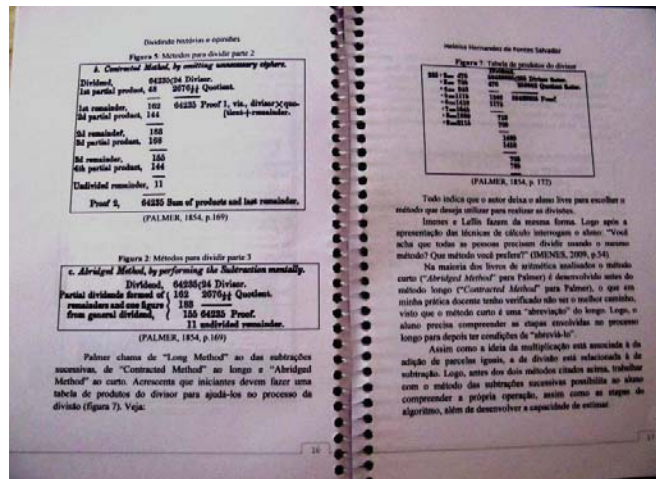 Dividindo histórias e opiniões
Figura 5: Métodos para dividir parte 2
b. Contracted Method, by omitting unnecessary ciphers.
Dividend, 64235(24 Divisor.
1st partial product, 48 2676 Quotient.
1st remainder, 162 64235 Proof 1, viz., divisor×quo-
2d partial product, 144 [tient+remainder.
2d remainder, 183
3d partial product, 168
3d remainder, 155
4th partial product, 144
Undivided remainder, 11
Proof 2, 64235 Sum of products and last remainder.
(PALMER, 1854, p.169)
Figura 2: Métodos para dividir parte 3
c. Abridged Method, by performing the Subtraction mentally.
Dividend, 64235(24 Divisor.
Partial dividends formed of 162 2676 Quotient.
remainders and one figure 183
from general dividend, 155 64235 Proof.
11 undivided remainder.
(PALMER, 1854, p.169)
Palmer chama de "Long Method" ao das subtrações
sucessivas, de "Contracted Method" ao longo e "Abridged
Method" ao curto. Acrescenta que iniciantes devem fazer uma
tabela de produtos do divisor para ajudá-los no processo da
divisão (figura 7). Veja:
16
Heloisa Hernandez de Fontes Salvador
Figura 7: Tabela de produtos do divisor
(PALMER, 1854, p. 172)
Tudo indica que o autor deixa o aluno livre para escolher o
método que deseja utilizar para realizar as divisões.
Imenes e Lellis fazem da mesma forma. Logo após a
apresentação das técnicas de cálculo interrogam o aluno: "Você
acha que todas as pessoas precisam dividir usando o mesmo
método? Que método você prefere?" (IMENES, 2009, p.54)
Na maioria dos livros de aritmética analisados o método
curto ("Abridged Method" para Palmer) é desenvolvido antes do
método longo ("Contracted Method" para Palmer), o que em
minha prática docente tenho verificado não ser o melhor caminho,
visto que o método curto é uma "abreviação" do longo. Logo, o
aluno precisa compreender as etapas envolvidas no processo
longo para depois ter condições de "abreviá-lo".
Assim como a ideia da multiplicação está associada à da
adição de parcelas iguais, a de divisão está relacionada à de
subtração. Logo, antes dos dois métodos citados acima, trabalhar
com o método das subtrações sucessivas possibilita ao aluno
compreender a própria operação, assim como as etapas do
algoritmo, além de desenvolver a capacidade de estimar.
17